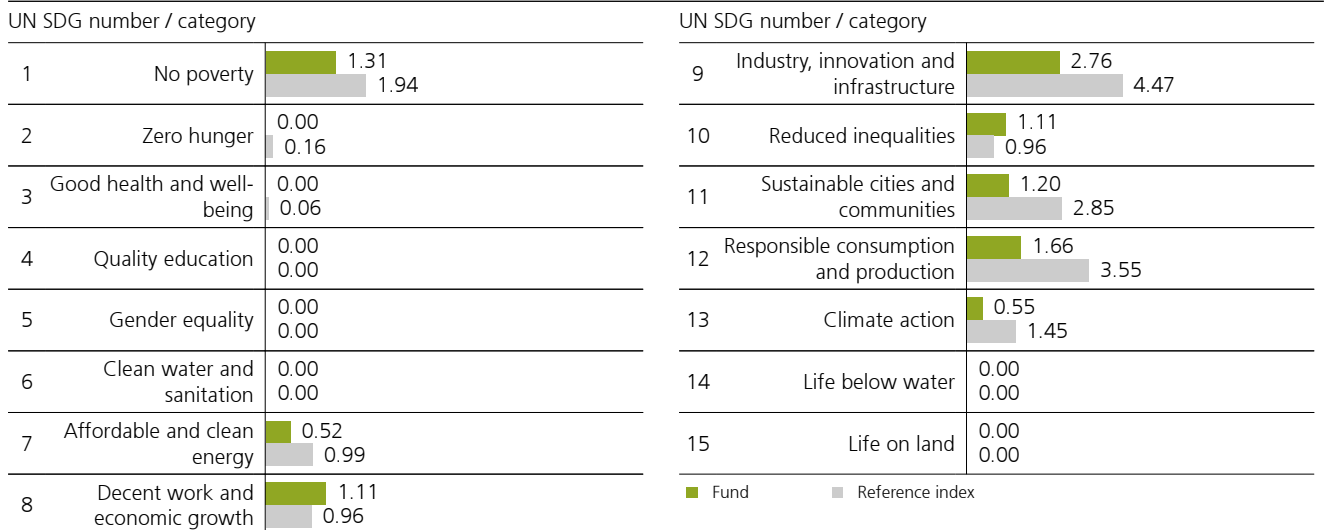 UN SDG number / category
1 No poverty 1.31
1.94
2 Zero hunger 0.00
0.16
3 Good health and well-
being 0.00
0.06
4 Quality education 0.00
0.00
5 Gender equality 0.00
0.00
6 Clean water and
sanitation 0.00
0.00
7 Affordable and clean
energy 0.52
0.99
8 Decent work and
economic growth 1.11
0.96
UN SDG number / category
9 Industry, innovation and
infrastructure 2.76
4.47
10 Reduced inequalities 1.11
0.96
11 Sustainable cities and
communities 1.20
2.85
12 Responsible consumption
and production 1.66
3.55
13 Climate action 0.55
1.45
14 Life below water 0.00
0.00
15 Life on land 0.00
0.00
Fund Reference index